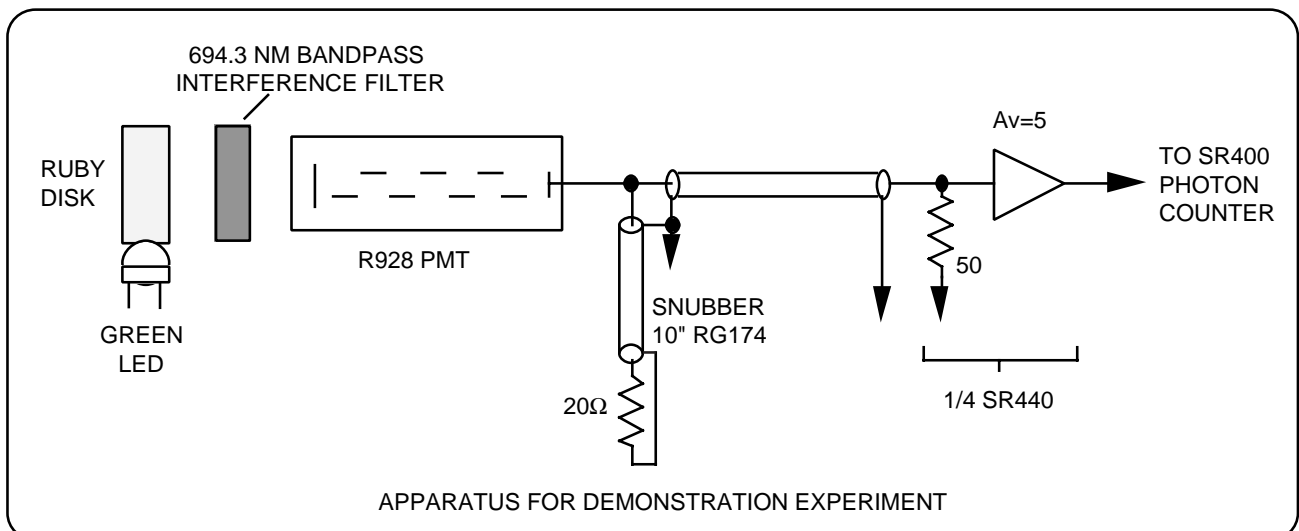 694.3 NM BANDPASS
INTERFERENCE FILTER
RUBY
DISK
GREEN
LED
R928 PMT
SNUBBER
10" RG174
20Ω
Av=5
50
TO SR400
PHOTON
COUNTER
1/4 SR440
APPARATUS FOR DEMONSTRATION EXPERIMENT